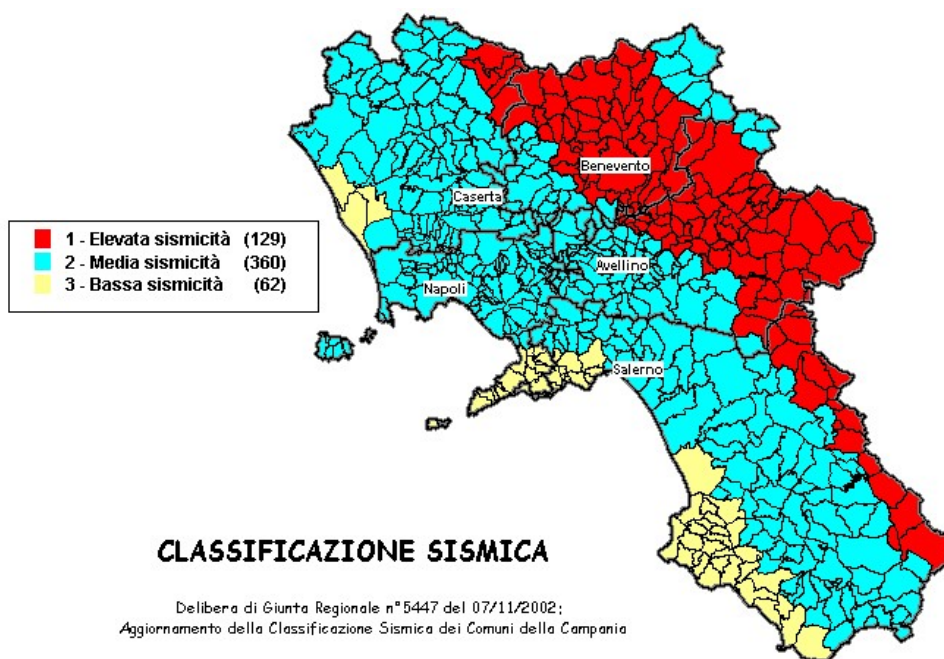 Benevento
Caserta
Avellino
Napoli
Salerno
1 - Elevata sismicità (129)
2 - Media sismicità (360)
3 - Bassa sismicità (62)
CLASSIFICAZIONE SISMICA
Delibera di Giunta Regionale n°5447 del 07/11/2002;
Aggiornamento della Classificazione Sismica dei Comuni della Campania